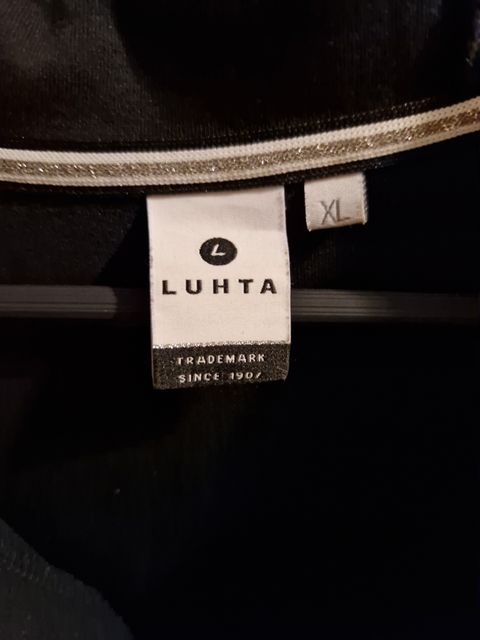 XL
L
LUHTA
TRADEMARK
SINCE 1907